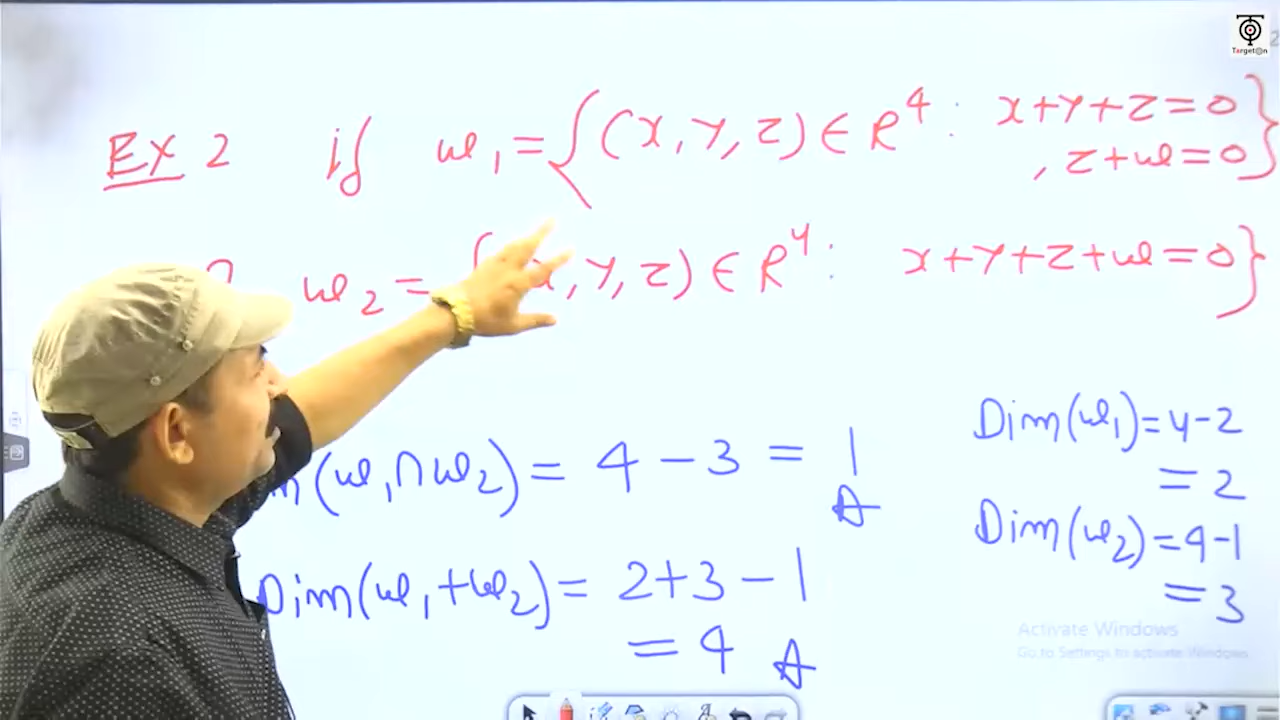 TargetOn
Ex 2 if w₁ = {(x, y, z) ∈ R⁴ : x+y+z=0
, z+w=0}
w₂ = {(x, y, z) ∈ R⁴ : x+y+z+w=0}
Dim(w₁)=4-2
=2
(w₁∩w₂) = 4 - 3 = 1
A
Dim(w₂)=4-1
=3
Dim(w₁+w₂) = 2+3-1
= 4 A
Activate Windows
Go to Settings to activate Windows.